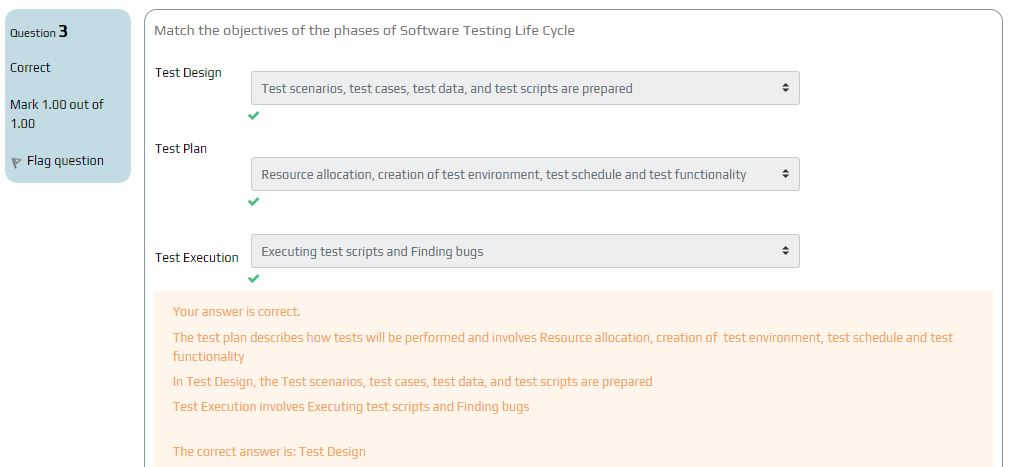 Question 3
Correct
Mark 1.00 out of
1.00
Flag question
Match the objectives of the phases of Software Testing Life Cycle
Test Design
Test scenarios, test cases, test data, and test scripts are prepared
Test Plan
Resource allocation, creation of test environment, test schedule and test functionality
Test Execution
Executing test scripts and Finding bugs
Your answer is correct.
The test plan describes how tests will be performed and involves Resource allocation, creation of test environment, test schedule and test
functionality
In Test Design, the Test scenarios, test cases, test data, and test scripts are prepared
Test Execution involves Executing test scripts and Finding bugs
The correct answer is: Test Design